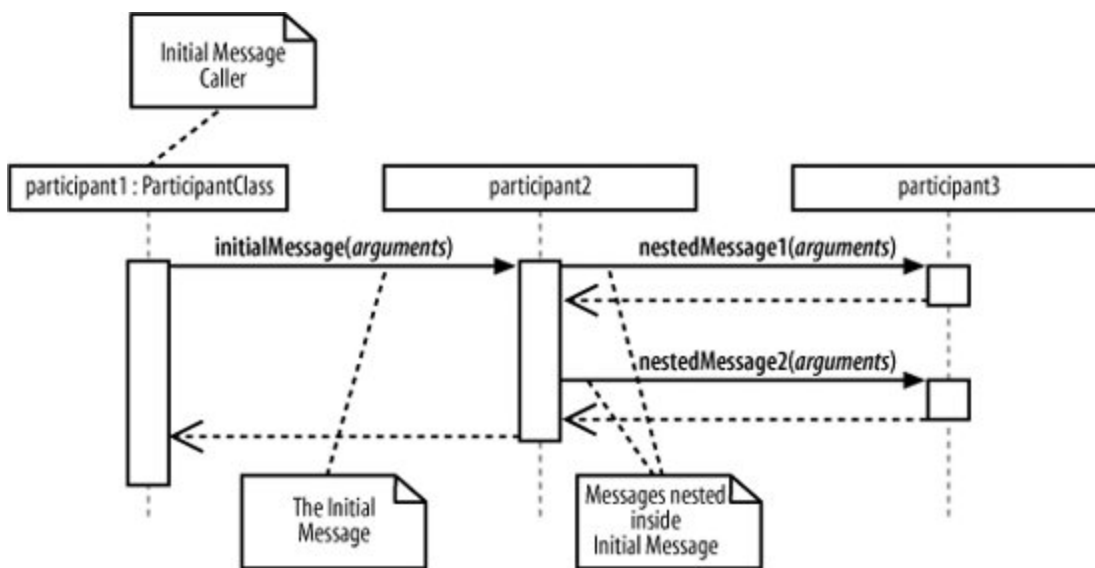 Initial Message
Caller
participant1 : ParticipantClass
participant2
participant3
initialMessage(arguments)
nestedMessage1(arguments)
nestedMessage2(arguments)
The Initial
Message
Messages nested
inside
Initial Message